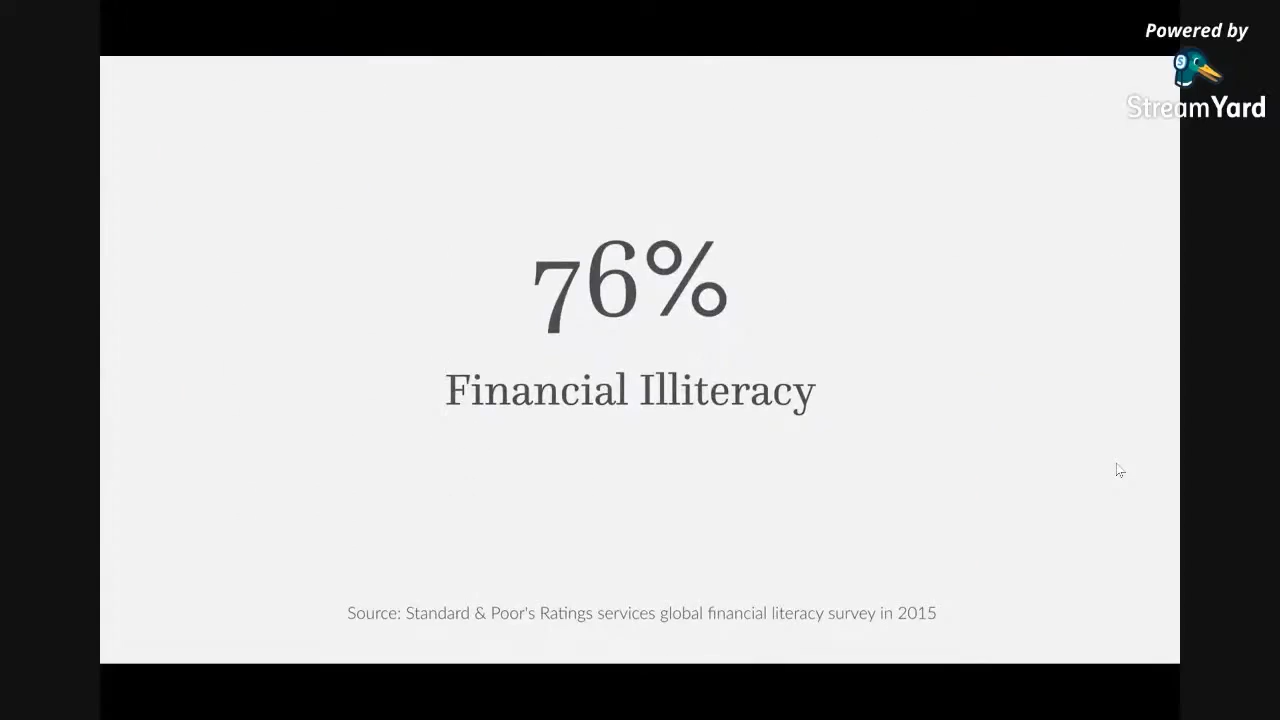 Powered by
S
StreamYard
76%
Financial Illiteracy
Source: Standard & Poor's Ratings services global financial literacy survey in 2015